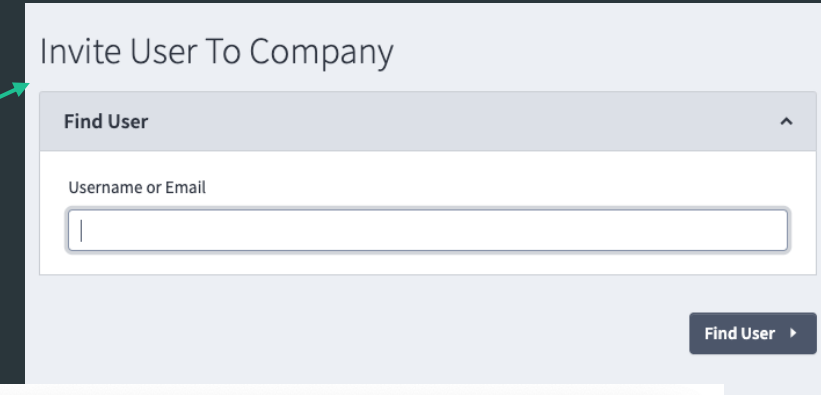 Invite User To Company
Find User
Username or Email
Find User